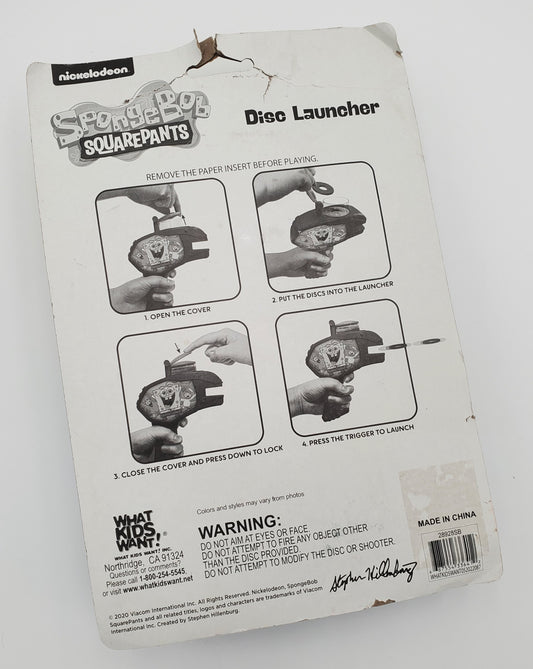 nickelodeon
SPONGEBOB
SQUAREPANTS
Disc Launcher
REMOVE THE PAPER INSERT BEFORE PLAYING.
1. OPEN THE COVER
2. PUT THE DISCS INTO THE LAUNCHER
3. CLOSE THE COVER AND PRESS DOWN TO LOCK
4. PRESS THE TRIGGER TO LAUNCH
Colors and styles may vary from photos
WHAT
KIDS
WANT!
WHAT KIDS WANT! INC.
Northridge, CA 91324
Questions or comments?
Please call 1-800-254-5545.
or visit www.whatkidswant.net
WARNING:
DO NOT AIM AT EYES OR FACE.
DO NOT ATTEMPT TO FIRE ANY OBJECT OTHER
THAN THE DISC PROVIDED.
DO NOT ATTEMPT TO MODIFY THE DISC OR SHOOTER.
MADE IN CHINA
28928SB
© 2020 Viacom International Inc. All Rights Reserved. Nickelodeon, SpongeBob
SquarePants and all related titles, logos and characters are trademarks of Viacom
International Inc. Created by Stephen Hillenburg.
Stephen Hillenburg